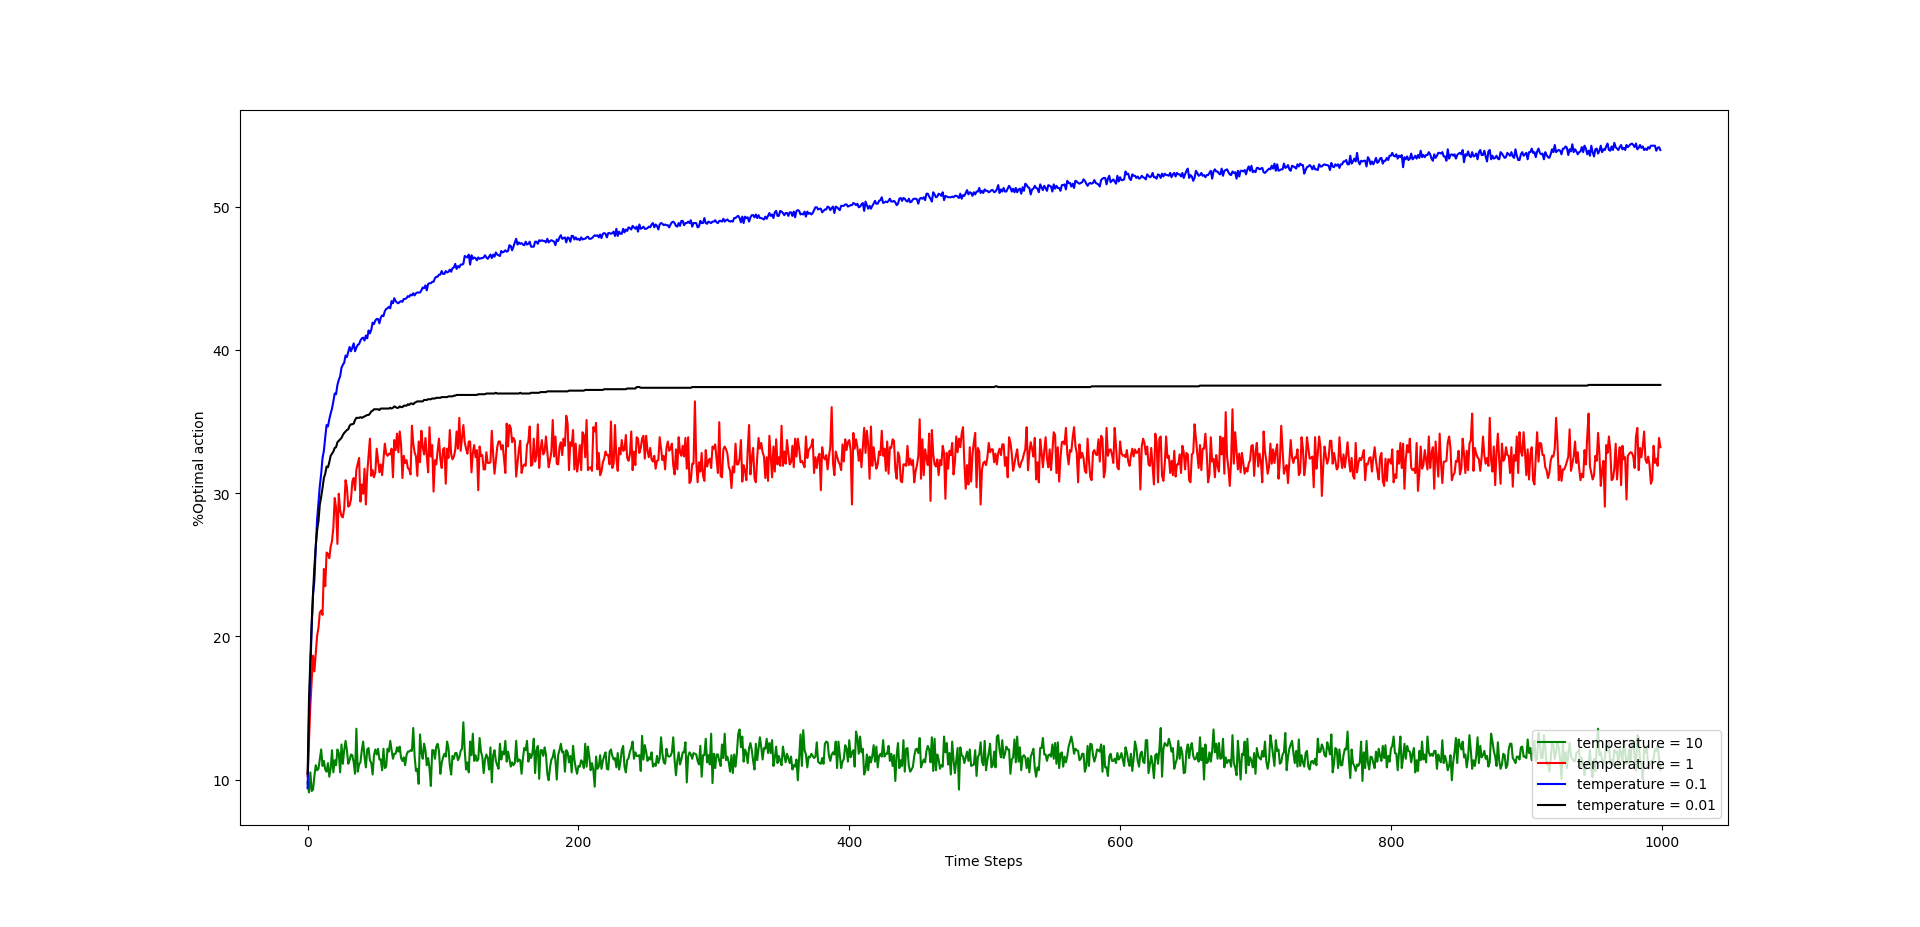 %Optimal action
50
40
30
20
10
0
200
400
600
800
1000
Time Steps
temperature = 10
temperature = 1
temperature = 0.1
temperature = 0.01